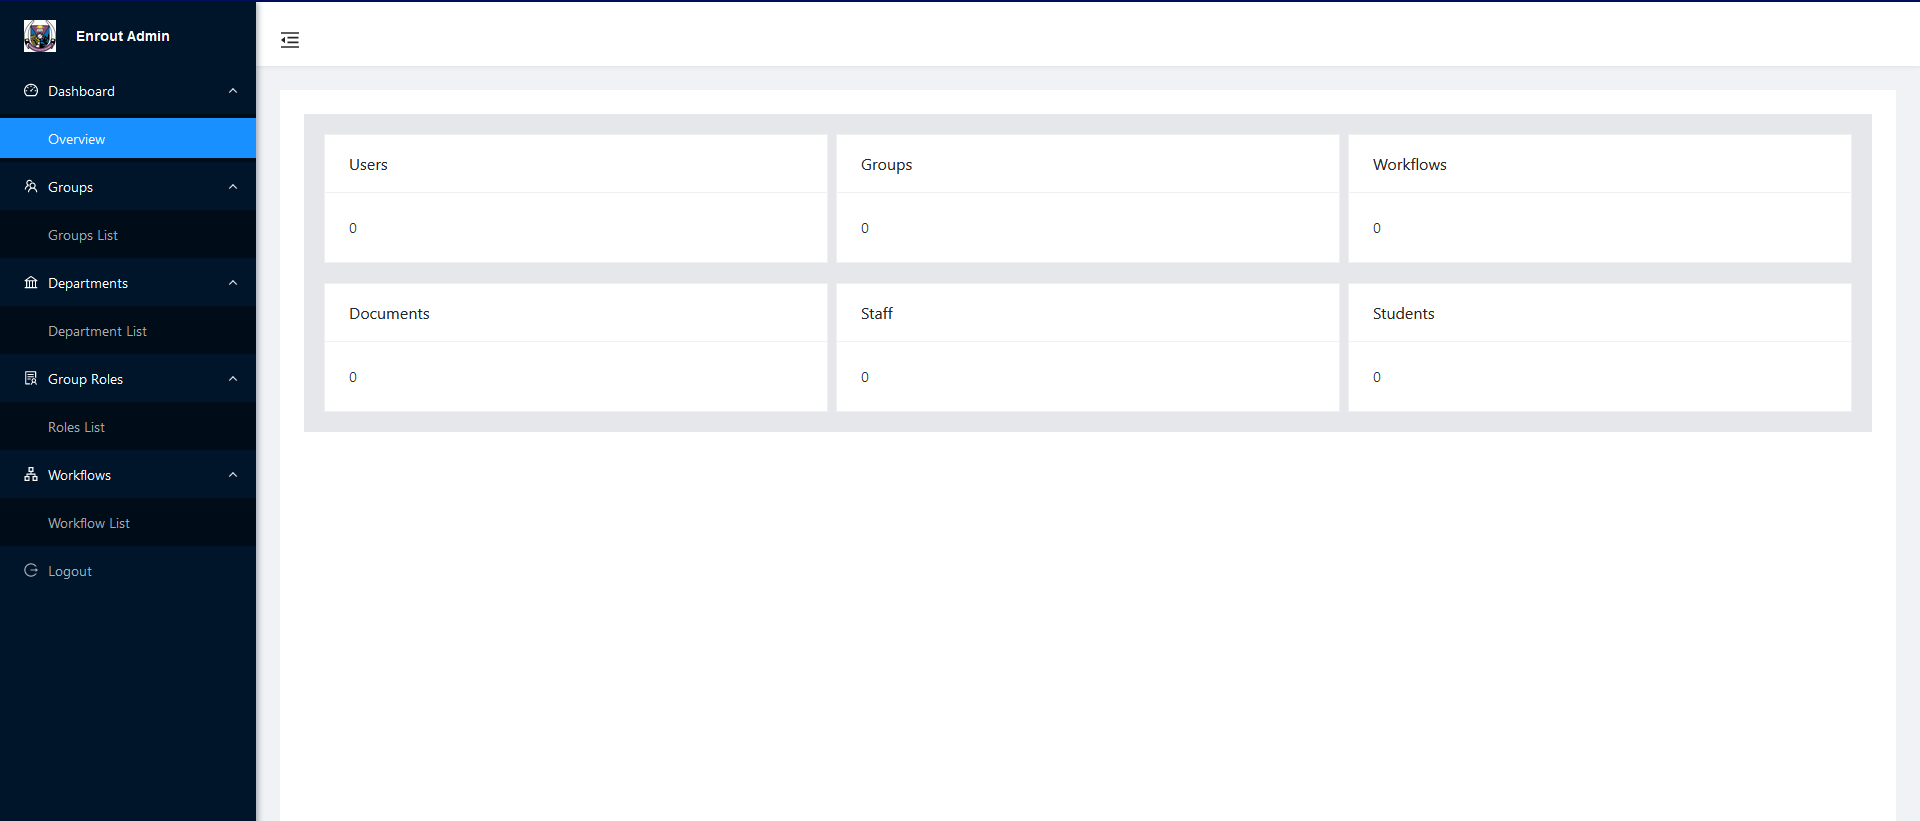 Enrout Admin
Dashboard
Overview
Groups
Groups List
Departments
Department List
Group Roles
Roles List
Workflows
Workflow List
Logout
Users
0
Groups
0
Workflows
0
Documents
0
Staff
0
Students
0